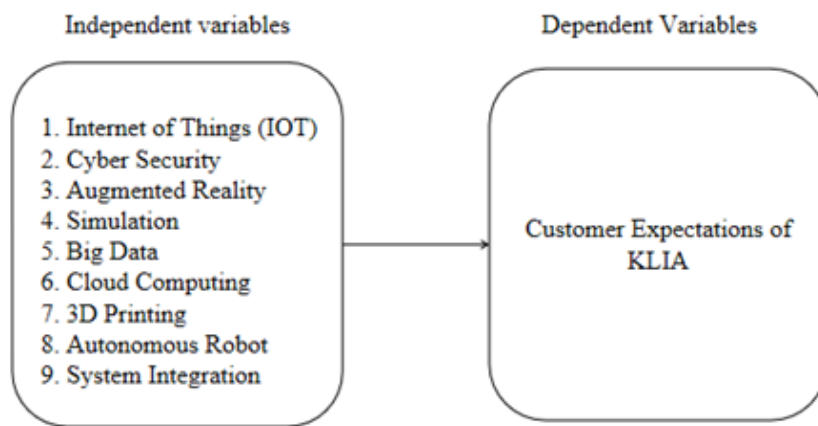 Independent variables
Dependent Variables
1. Internet of Things (IOT)
2. Cyber Security
3. Augmented Reality
4. Simulation
5. Big Data
6. Cloud Computing
7. 3D Printing
8. Autonomous Robot
9. System Integration
Customer Expectations of
KLIA